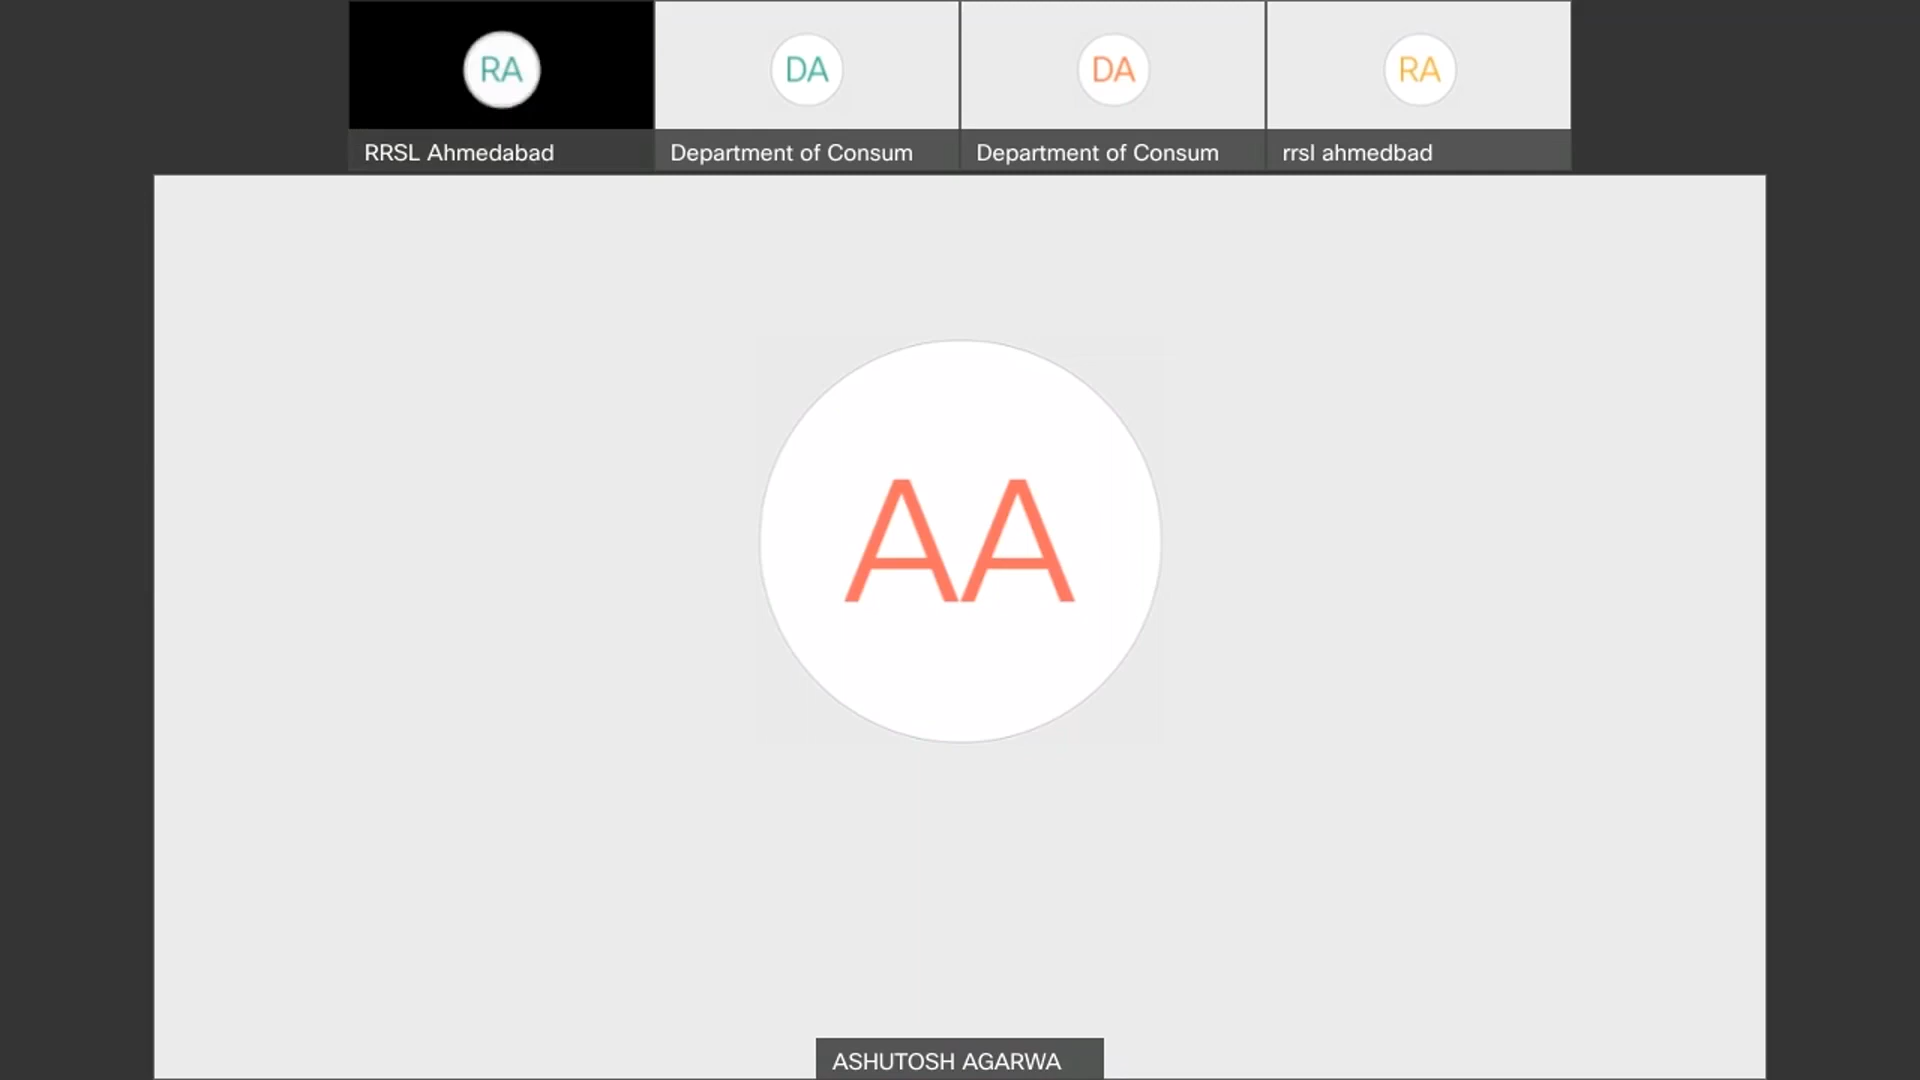 RA
DA
DA
RA
RRSL Ahmedabad
Department of Consum
Department of Consum
rrsl ahmedbad
AA
ASHUTOSH AGARWA